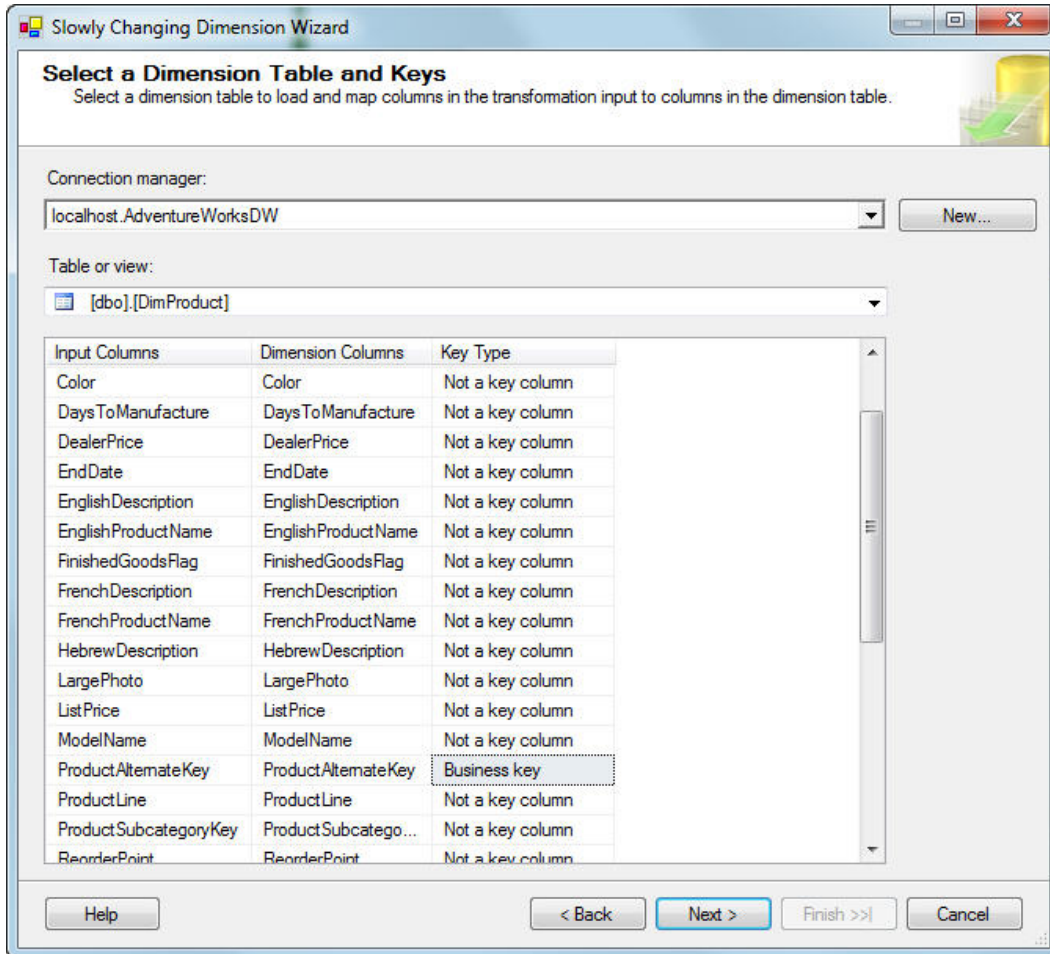 Slowly Changing Dimension Wizard
Select a Dimension Table and Keys
Select a dimension table to load and map columns in the transformation input to columns in the dimension table.
Connection manager:
localhost.AdventureWorksDW New...
Table or view:
[dbo].[DimProduct]
Input Columns Dimension Columns Key Type
Color Color Not a key column
DaysToManufacture DaysToManufacture Not a key column
DealerPrice DealerPrice Not a key column
EndDate EndDate Not a key column
EnglishDescription EnglishDescription Not a key column
EnglishProductName EnglishProductName Not a key column
FinishedGoodsFlag FinishedGoodsFlag Not a key column
FrenchDescription FrenchDescription Not a key column
FrenchProductName FrenchProductName Not a key column
HebrewDescription HebrewDescription Not a key column
LargePhoto LargePhoto Not a key column
ListPrice ListPrice Not a key column
ModelName ModelName Not a key column
ProductAlternateKey ProductAlternateKey Business key
ProductLine ProductLine Not a key column
ProductSubcategoryKey ProductSubcatego... Not a key column
ReorderPoint ReorderPoint Not a key column
Help < Back Next > Finish >>| Cancel